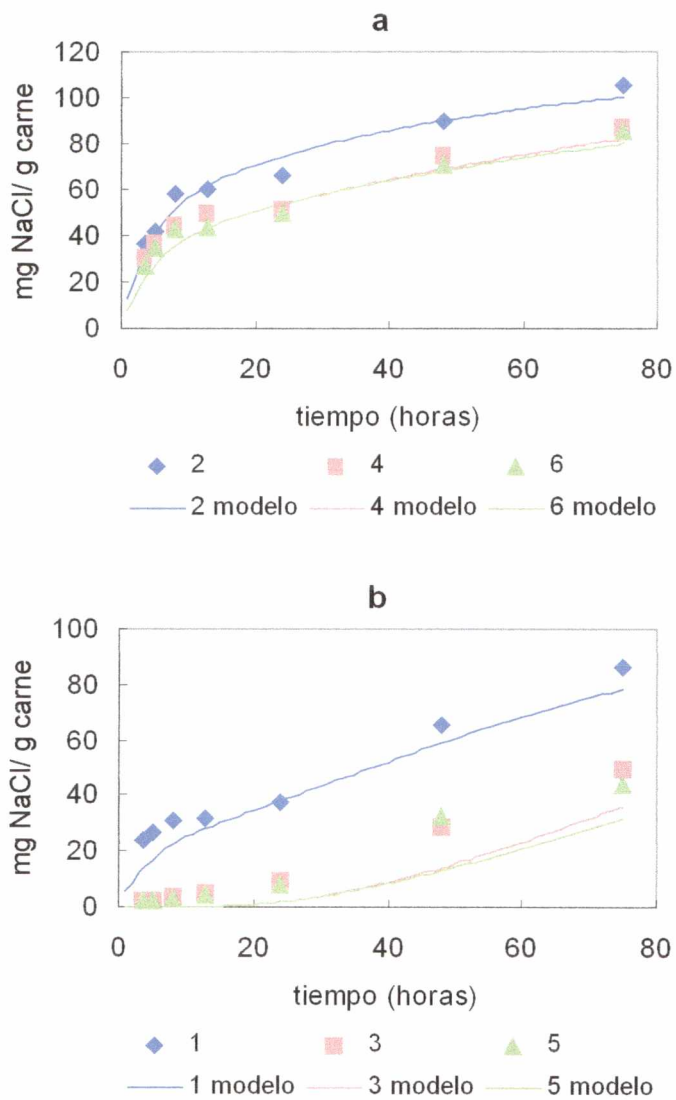 a
120
100
80
60
40
20
0
mg NaCl/ g carne
0 20 40 60 80
tiempo (horas)
2 4 6
2 modelo 4 modelo 6 modelo
b
100
80
60
40
20
0
mg NaCl/ g carne
0 20 40 60 80
tiempo (horas)
1 3 5
1 modelo 3 modelo 5 modelo